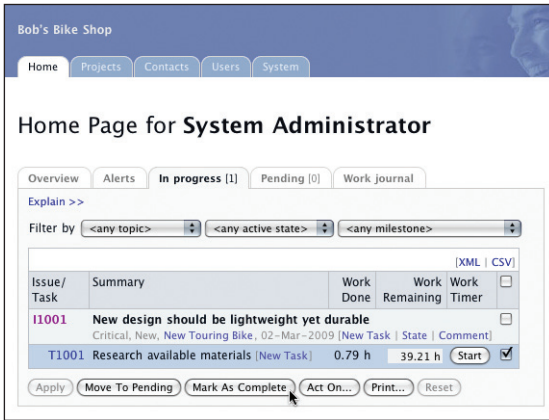 Bob's Bike Shop
Home Projects Contacts Users System
Home Page for System Administrator
Overview Alerts In progress [1] Pending [0] Work journal
Explain >>
Filter by <any topic> <any active state> <any milestone>
[XML | CSV]
Issue/ Summary Work Work Work
Task Done Remaining Timer
I1001 New design should be lightweight yet durable
Critical, New, New Touring Bike, 02-Mar-2009 [New Task | State | Comment]
T1001 Research available materials [New Task] 0.79 h 39.21 h Start
Apply Move To Pending Mark As Complete Act On... Print... Reset